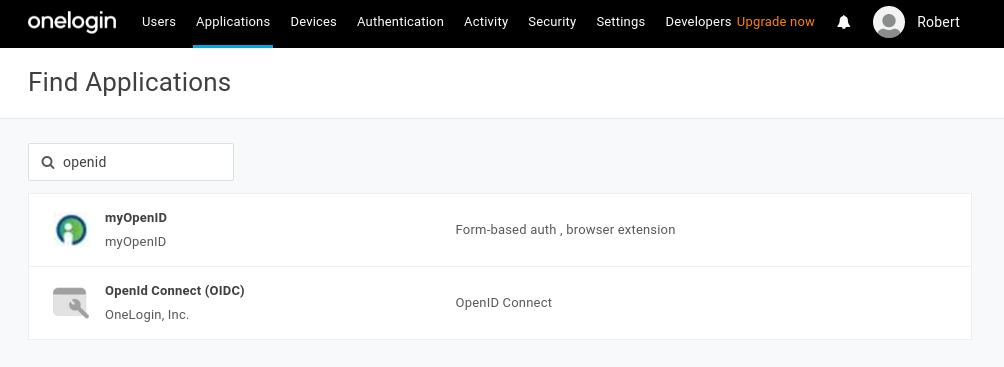 onelogin Users Applications Devices Authentication Activity Security Settings Developers Upgrade now Robert
Find Applications
openid
myOpenID
myOpenID
Form-based auth , browser extension
OpenId Connect (OIDC)
OneLogin, Inc.
OpenID Connect